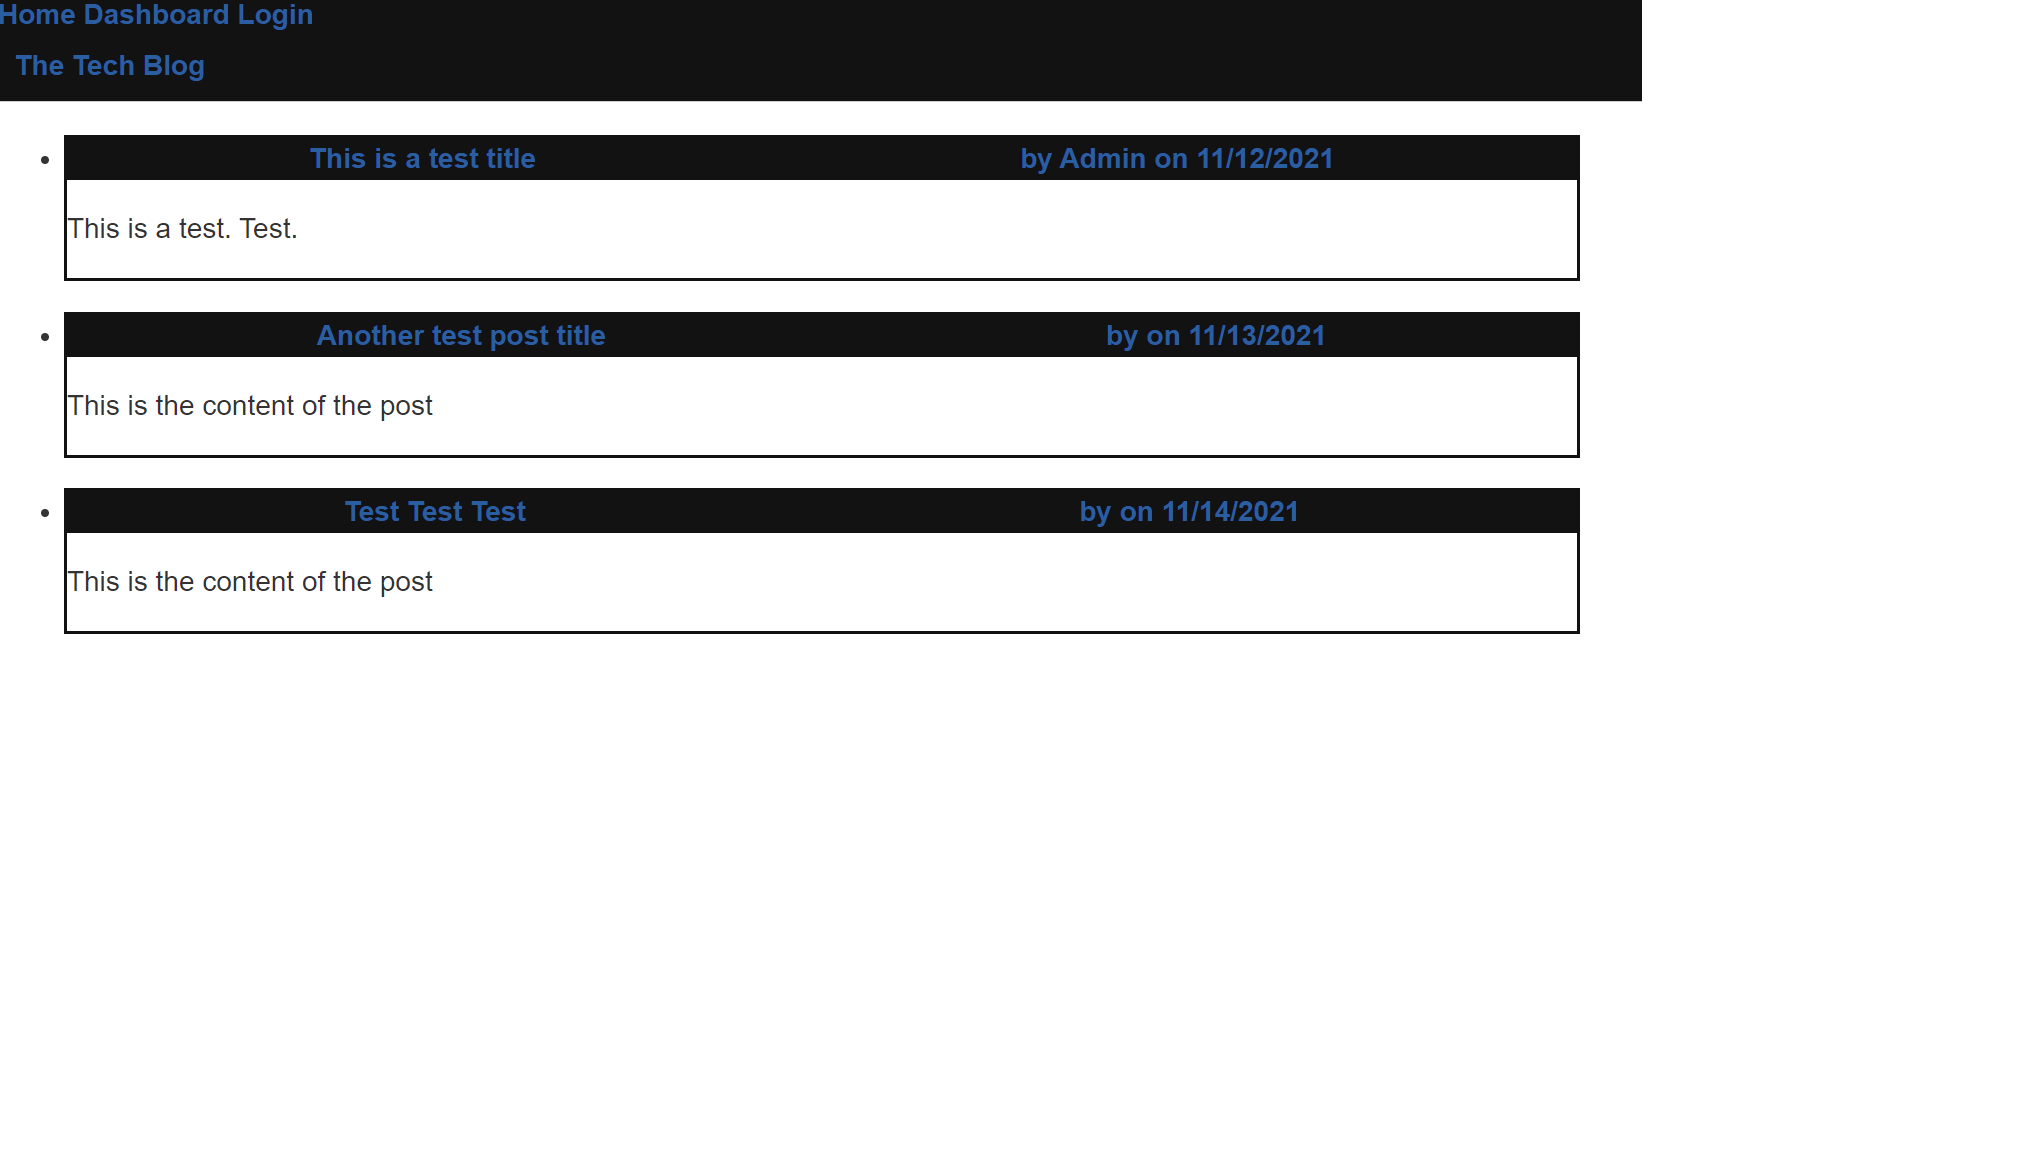 Home Dashboard Login
The Tech Blog
This is a test title by Admin on 11/12/2021
This is a test. Test.
Another test post title by on 11/13/2021
This is the content of the post
Test Test Test by on 11/14/2021
This is the content of the post